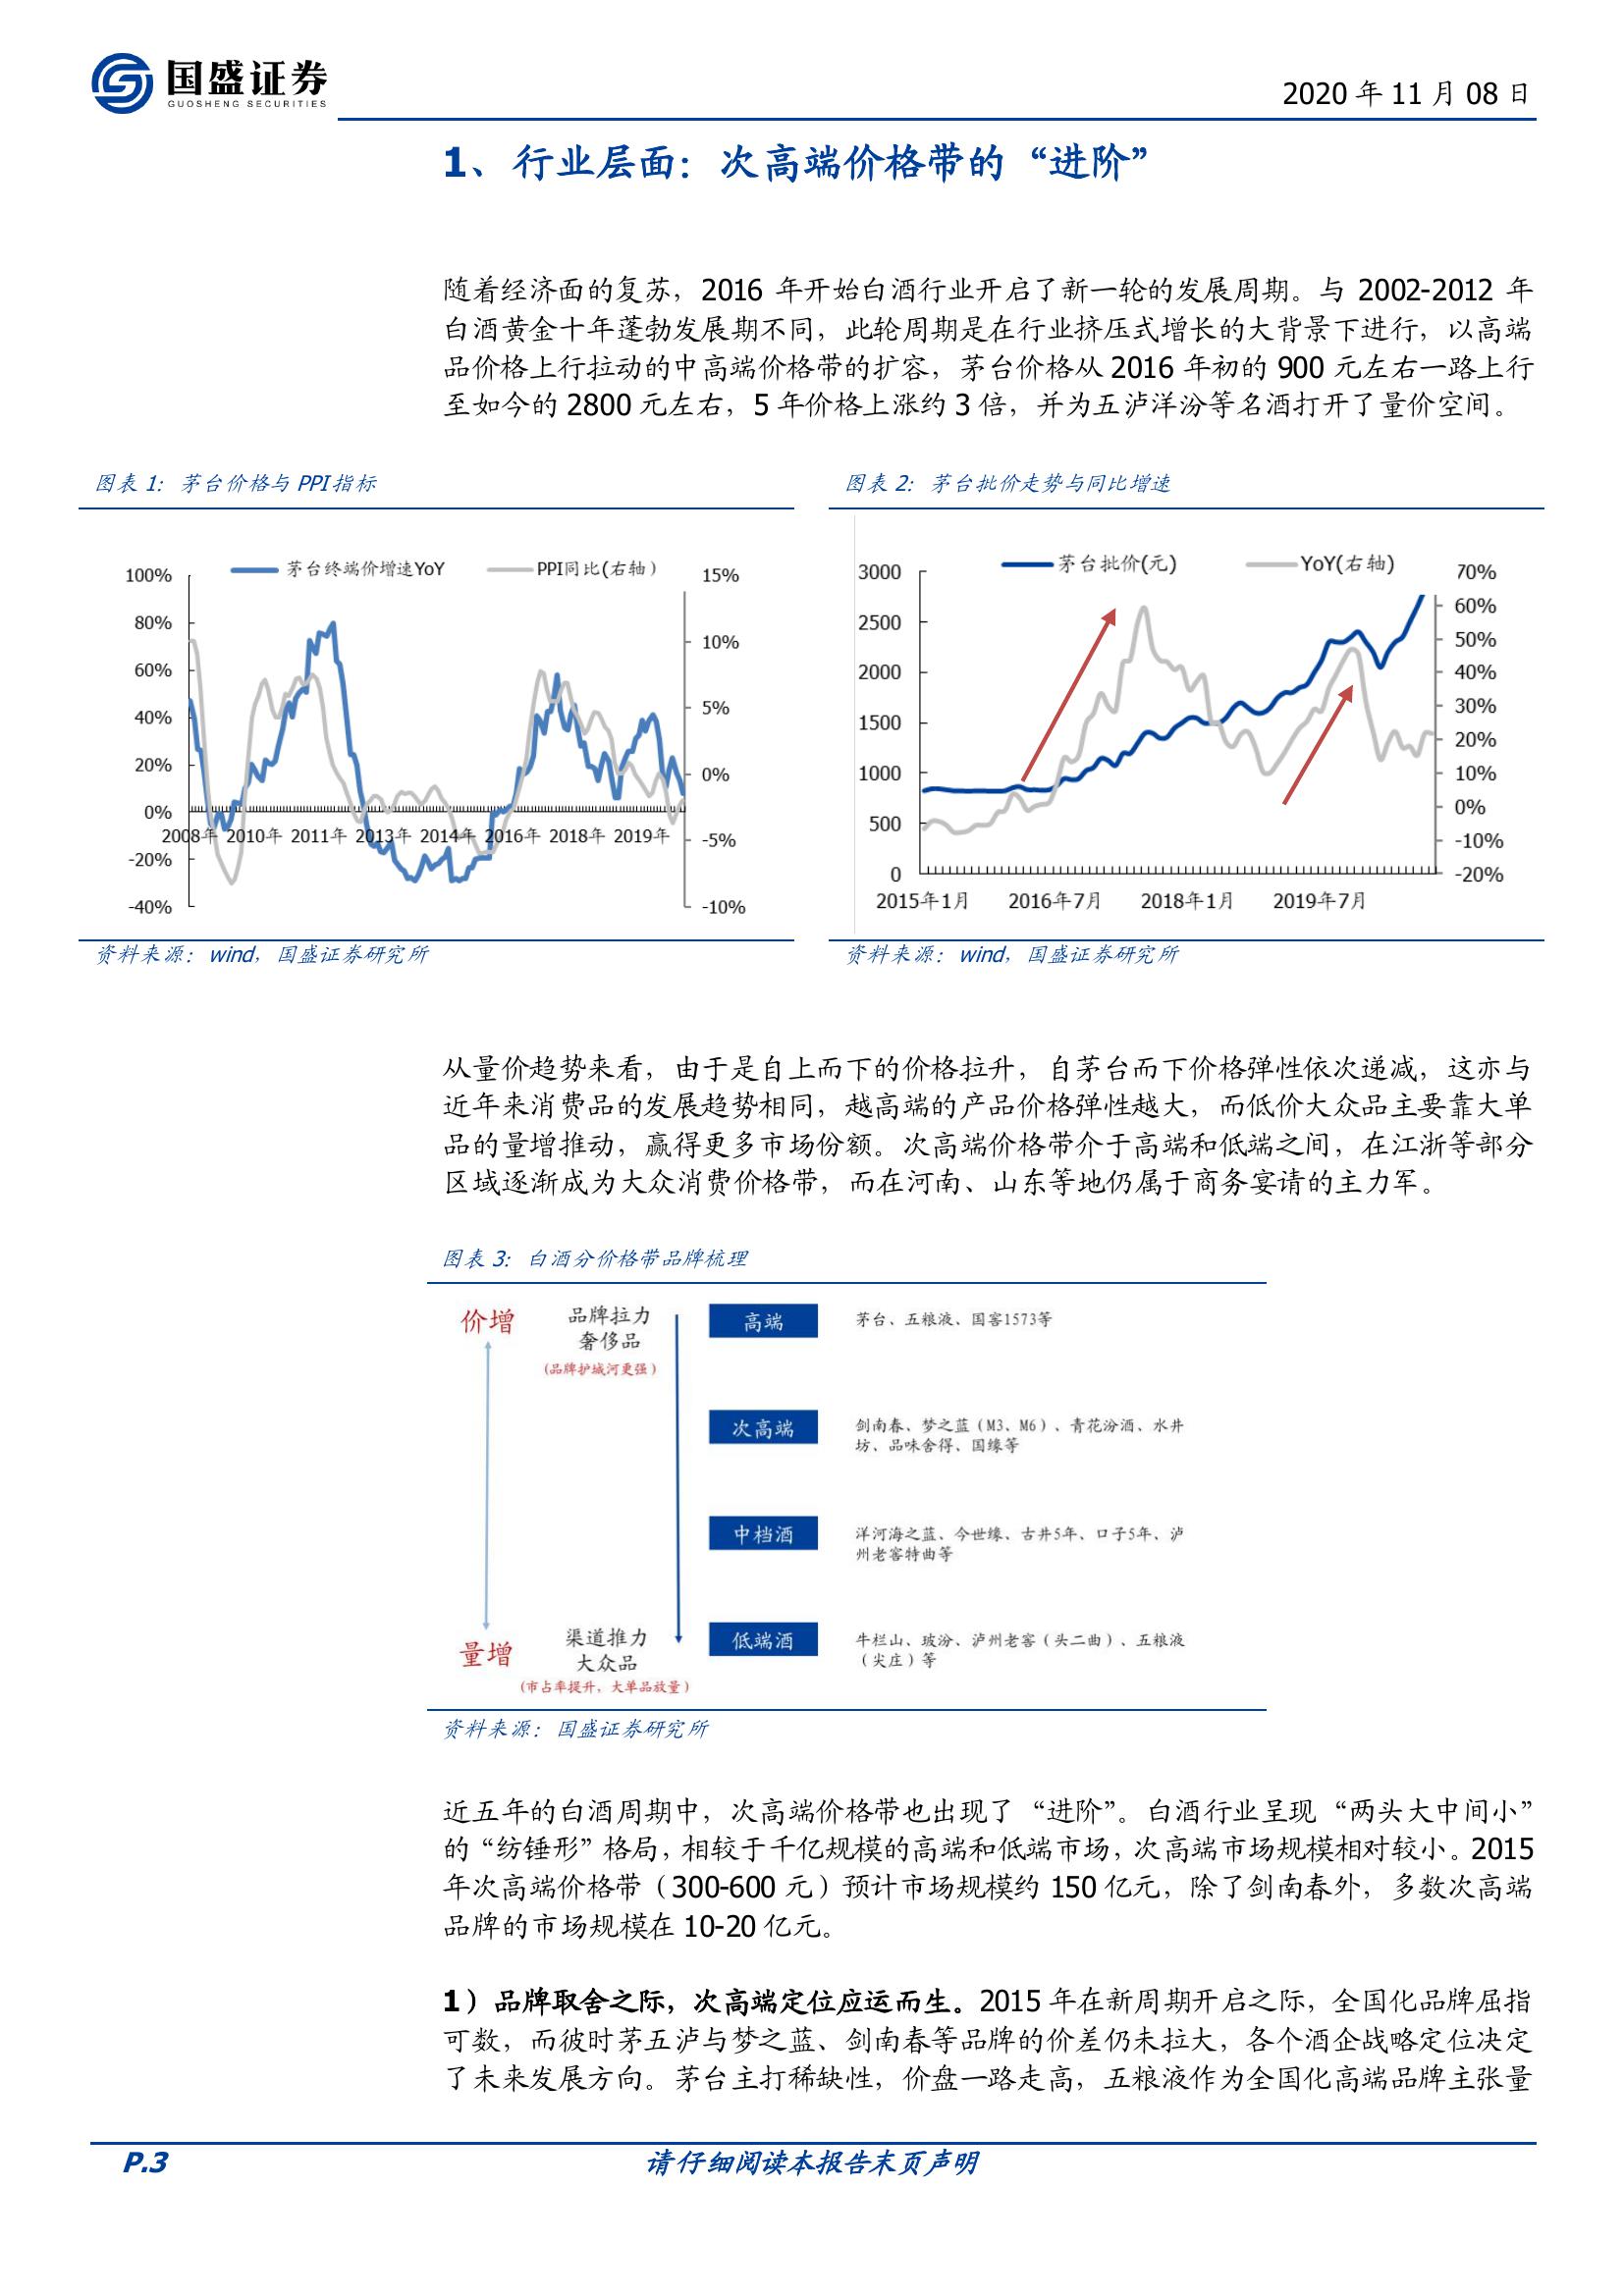 国盛证券
GUOSHENG SECURITIES
2020 年 11 月 08 日
1、行业层面：次高端价格带的“进阶”
随着经济面的复苏，2016 年开始白酒行业开启了新一轮的发展周期。与 2002-2012 年
白酒黄金十年蓬勃发展期不同，此轮周期是在行业挤压式增长的大背景下进行，以高端
品价格上行拉动的中高端价格带的扩容，茅台价格从 2016 年初的 900 元左右一路上行
至如今的 2800 元左右，5 年价格上涨约 3 倍，并为五泸洋汾等名酒打开了量价空间。
图表 1：茅台价格与 PPI 指标
茅台终端价增速YoY
PPI同比(右轴）
100%
80%
60%
40%
20%
0%
-20%
-40%
15%
10%
5%
0%
-5%
-10%
2008年 2010年 2011年 2013年 2014年 2016年 2018年 2019年
资料来源：wind，国盛证券研究所
图表 2：茅台批价走势与同比增速
茅台批价(元)
YoY(右轴)
3000
2500
2000
1500
1000
500
0
70%
60%
50%
40%
30%
20%
10%
0%
-10%
-20%
2015年1月 2016年7月 2018年1月 2019年7月
资料来源：wind，国盛证券研究所
从量价趋势来看，由于是自上而下的价格拉升，自茅台而下价格弹性依次递减，这亦与
近年来消费品的发展趋势相同，越高端的产品价格弹性越大，而低价大众品主要靠大单
品的量增推动，赢得更多市场份额。次高端价格带介于高端和低端之间，在江浙等部分
区域逐渐成为大众消费价格带，而在河南、山东等地仍属于商务宴请的主力军。
图表 3：白酒分价格带品牌梳理
价增
品牌拉力
奢侈品
（品牌护城河更强）
高端
茅台、五粮液、国窖1573等
次高端
剑南春、梦之蓝（M3、M6）、青花汾酒、水井
坊、品味舍得、国缘等
中档酒
洋河海之蓝、今世缘、古井5年、口子5年、泸
州老窖特曲等
量增
渠道推力
大众品
（市占率提升，大单品放量）
低端酒
牛栏山、玻汾、泸州老窖（头二曲）、五粮液
（尖庄）等
资料来源：国盛证券研究所
近五年的白酒周期中，次高端价格带也出现了“进阶”。白酒行业呈现“两头大中间小”
的“纺锤形”格局，相较于千亿规模的高端和低端市场，次高端市场规模相对较小。2015
年次高端价格带（300-600 元）预计市场规模约 150 亿元，除了剑南春外，多数次高端
品牌的市场规模在 10-20 亿元。
1）品牌取舍之际，次高端定位应运而生。2015 年在新周期开启之际，全国化品牌屈指
可数，而彼时茅五泸与梦之蓝、剑南春等品牌的价差仍未拉大，各个酒企战略定位决定
了未来发展方向。茅台主打稀缺性，价盘一路走高，五粮液作为全国化高端品牌主张量
P.3
请仔细阅读本报告末页声明